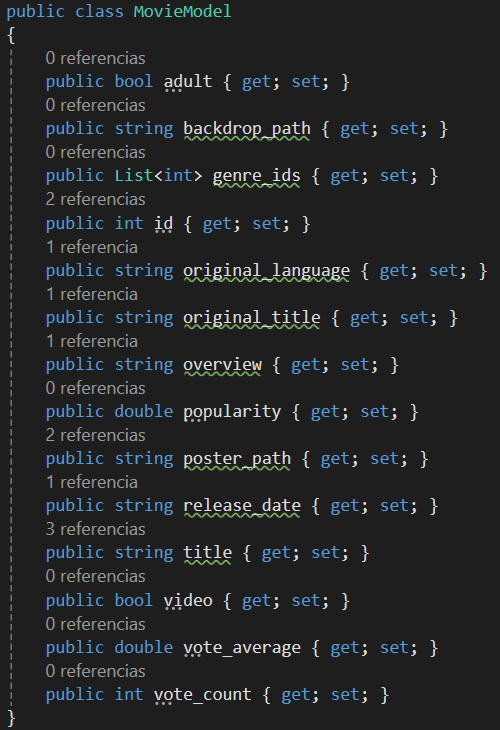 public class MovieModel
{
0 referencias
public bool adult { get; set; }
0 referencias
public string backdrop_path { get; set; }
0 referencias
public List<int> genre_ids { get; set; }
2 referencias
public int id { get; set; }
1 referencia
public string original_language { get; set; }
1 referencia
public string original_title { get; set; }
1 referencia
public string overview { get; set; }
0 referencias
public double popularity { get; set; }
2 referencias
public string poster_path { get; set; }
1 referencia
public string release_date { get; set; }
3 referencias
public string title { get; set; }
0 referencias
public bool video { get; set; }
0 referencias
public double vote_average { get; set; }
0 referencias
public int vote_count { get; set; }
}